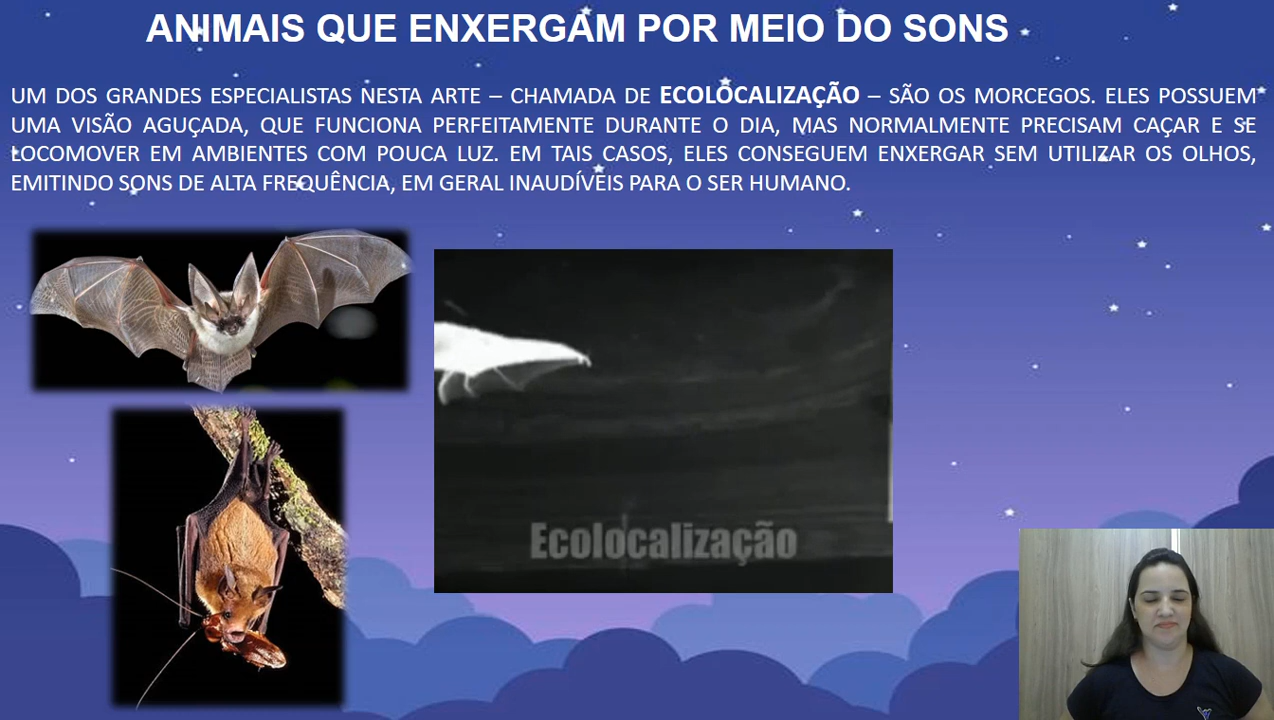 ANIMAIS QUE ENXERGAM POR MEIO DO SONS
UM DOS GRANDES ESPECIALISTAS NESTA ARTE – CHAMADA DE ECOLOCALIZAÇÃO – SÃO OS MORCEGOS. ELES POSSUEM
UMA VISÃO AGUÇADA, QUE FUNCIONA PERFEITAMENTE DURANTE O DIA, MAS NORMALMENTE PRECISAM CAÇAR E SE
LOCOMOVER EM AMBIENTES COM POUCA LUZ. EM TAIS CASOS, ELES CONSEGUEM ENXERGAR SEM UTILIZAR OS OLHOS,
EMITINDO SONS DE ALTA FREQUÊNCIA, EM GERAL INAUDÍVEIS PARA O SER HUMANO.
Ecolocalização